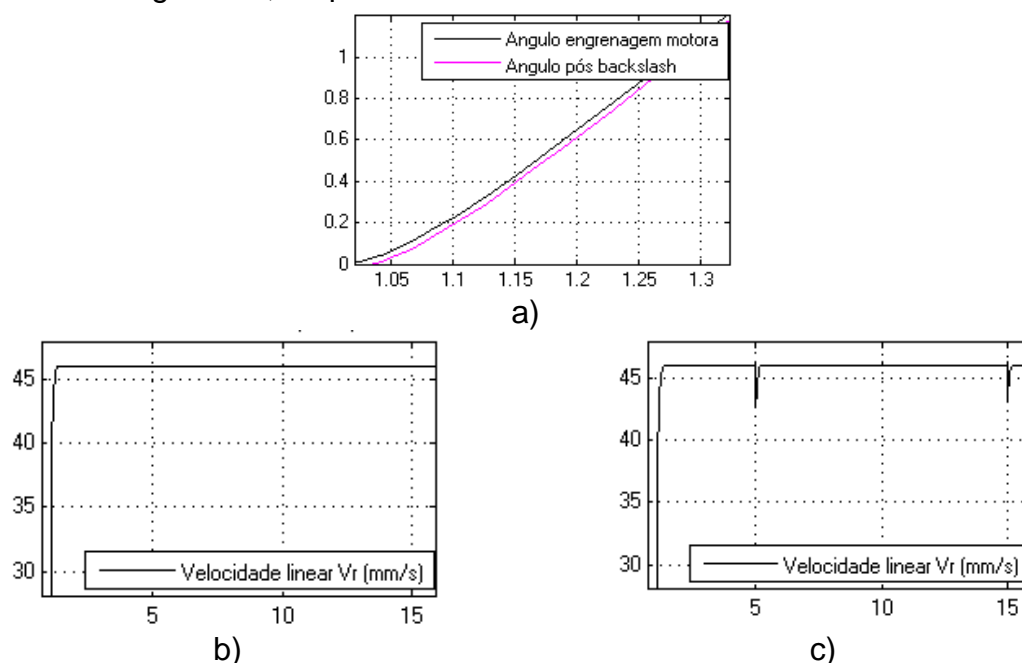 Angulo engrenagem motora
Angulo pós backslash
1
0.8
0.6
0.4
0.2
0
1.05 1.1 1.15 1.2 1.25 1.3
a)
45
40
35
30
Velocidade linear Vr (mm/s)
5 10 15
b)
45
40
35
30
Velocidade linear Vr (mm/s)
5 10 15
c)